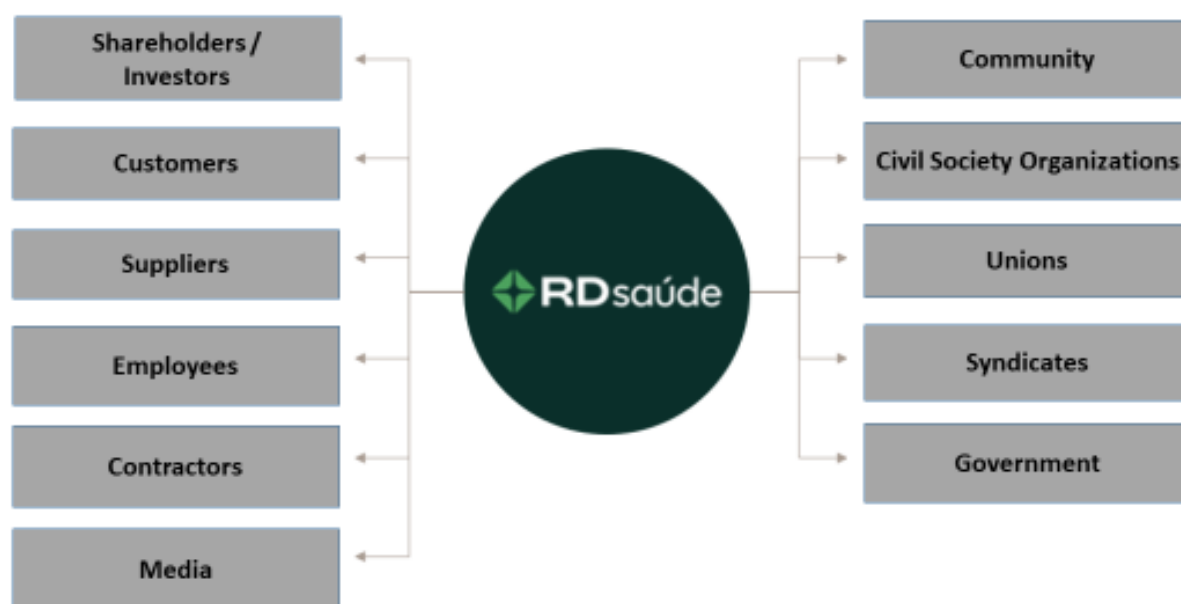 Shareholders /
Investors
Customers
Suppliers
Employees
Contractors
Media
RDsaúde
Community
Civil Society Organizations
Unions
Syndicates
Government